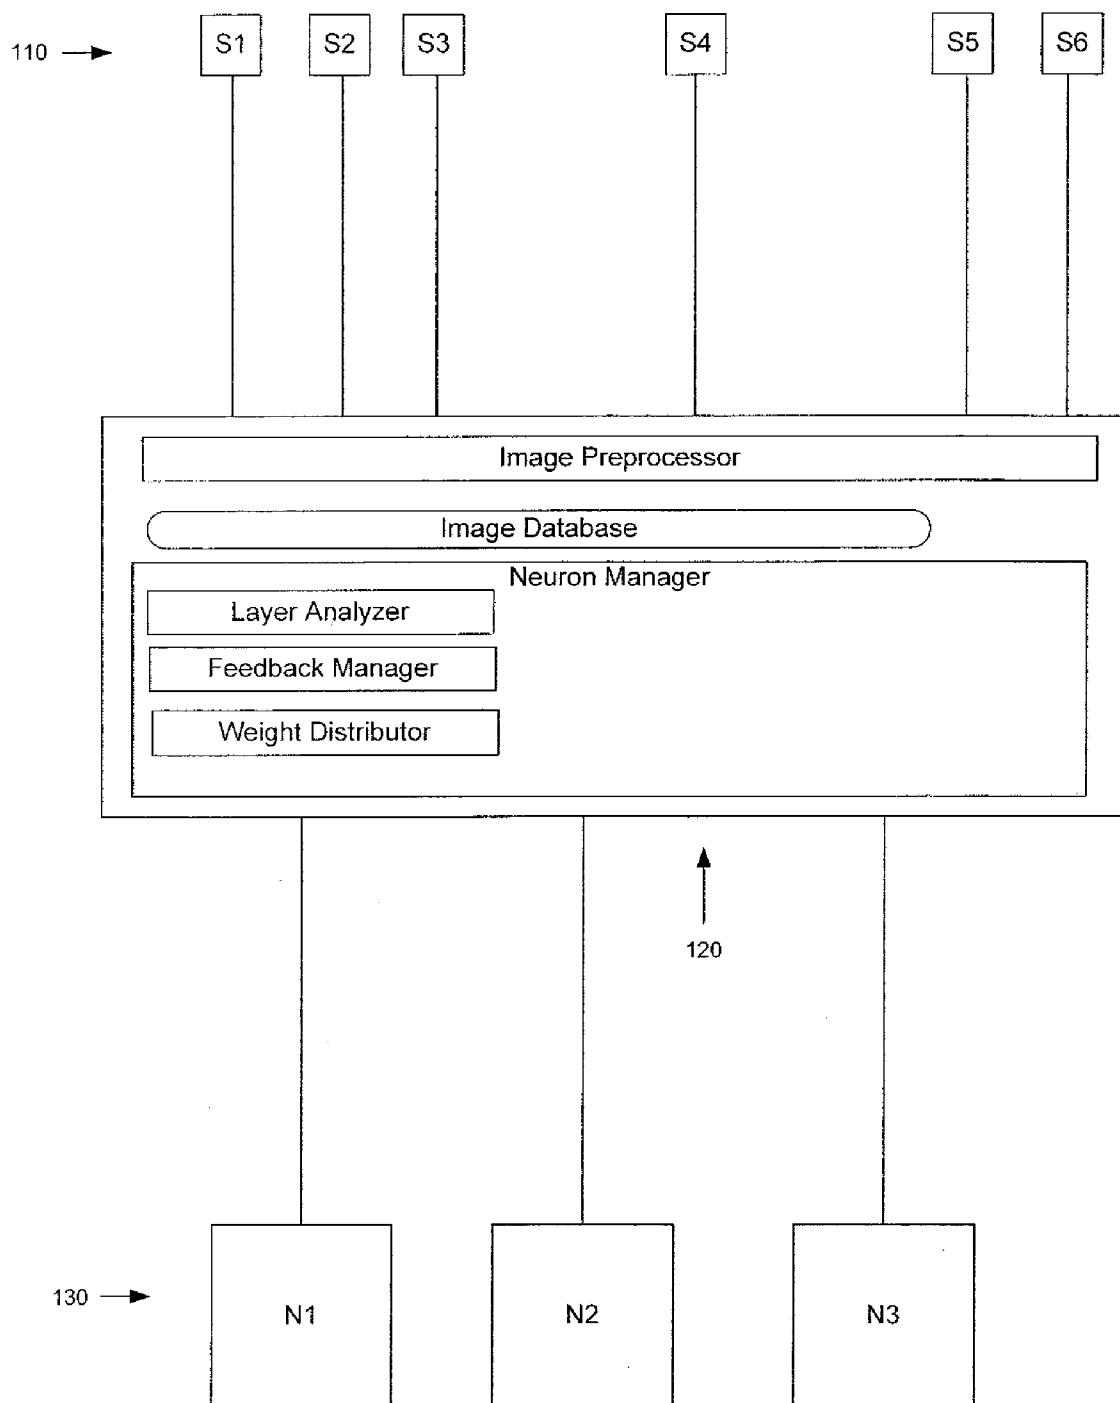 110
S1 S2 S3 S4 S5 S6
Image Preprocessor
Image Database
Neuron Manager
Layer Analyzer
Feedback Manager
Weight Distributor
120
130
N1 N2 N3